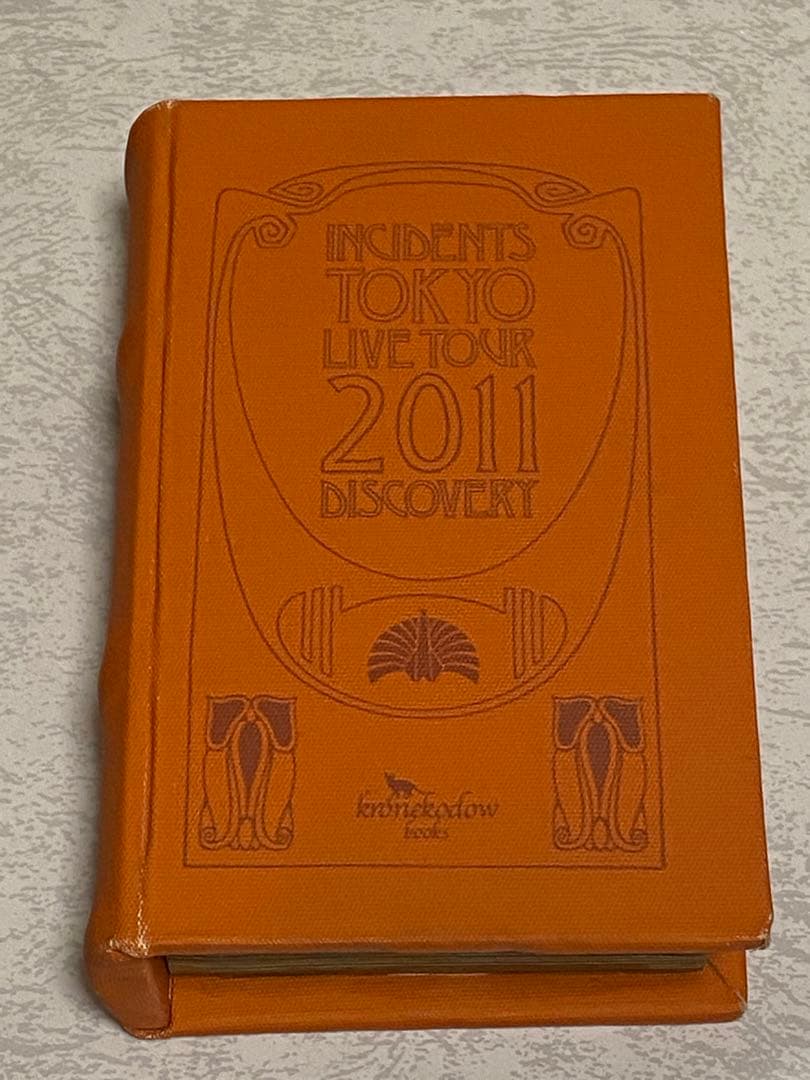 INCIDENTS
TOKYO
LIVE TOUR
2011
DISCOVERY
kronekodow
books